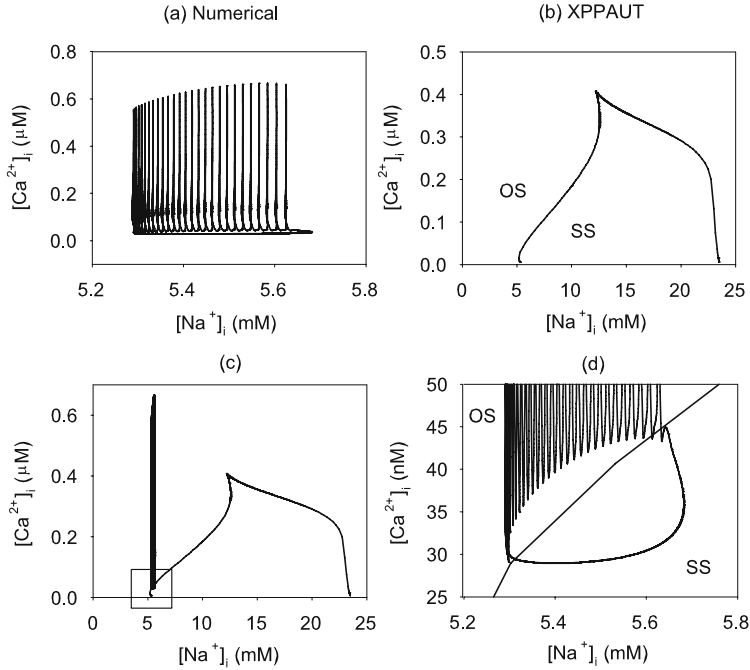 (a) Numerical
(b) XPPAUT
[Ca²⁺]ᵢ (μM)
0.8
0.6
0.4
0.2
0.0
5.2 5.4 5.6 5.8
[Na⁺]ᵢ (mM)
[Ca²⁺]ᵢ (μM)
0.5
0.4
0.3
0.2
0.1
0.0
OS
SS
0 5 10 15 20 25
[Na⁺]ᵢ (mM)
(c)
(d)
[Ca²⁺]ᵢ (μM)
0.6
0.4
0.2
0.0
0 5 10 15 20 25
[Na⁺]ᵢ (mM)
[Ca²⁺]ᵢ (nM)
50
45
40
35
30
25
OS
SS
5.2 5.4 5.6 5.8
[Na⁺]ᵢ (mM)